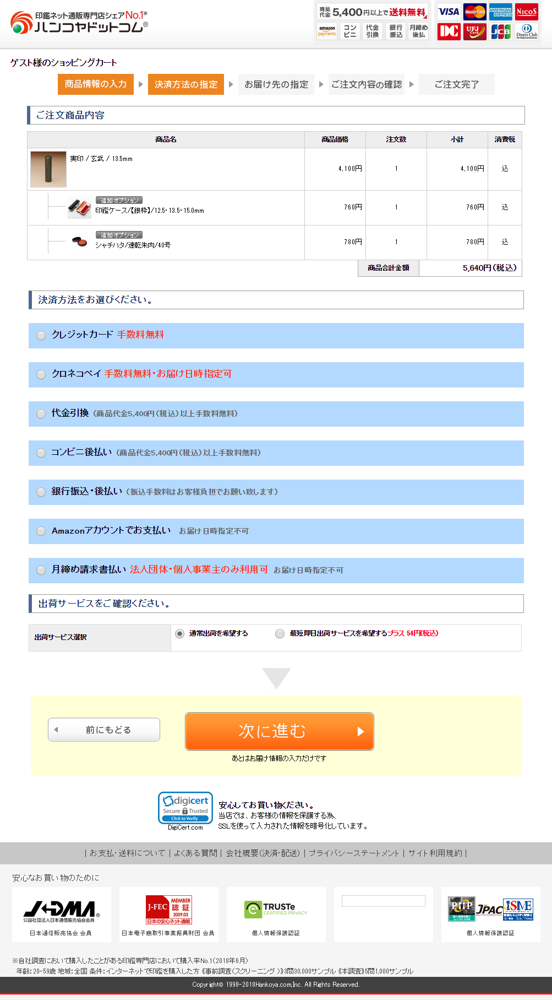 印鑑ネット通販専門店シェアNo.1※
ハンコヤドットコム®
商品代金 5,400円以上で送料無料
amazon payments
コンビニ
代金引換
銀行振込
月締め後払
VISA
MasterCard
AMERICAN EXPRESS
NICOS
DC
UFJ Card
JCB
Diners Club INTERNATIONAL
ゲスト様のショッピングカート
商品情報の入力
決済方法の指定
お届け先の指定
ご注文内容の確認
ご注文完了
ご注文商品内容
商品名 商品価格 注文数 小計 消費税
実印 / 玄武 / 13.5mm
4,100円 1 4,100円 込
追加オプション
印鑑ケース/【銀枠】/12.5・13.5・15.0mm
760円 1 760円 込
追加オプション
シャチハタ/速乾朱肉/40号
780円 1 780円 込
商品合計金額 5,640円(税込)
決済方法をお選びください。
クレジットカード 手数料無料
クロネコペイ 手数料無料・お届け日時指定可
代金引換 (商品代金5,400円(税込)以上手数料無料)
コンビニ後払い (商品代金5,400円(税込)以上手数料無料)
銀行振込・後払い (振込手数料はお客様負担でお願い致します)
Amazonアカウントでお支払い お届け日時指定不可
月締め請求書払い 法人団体・個人事業主のみ利用可 お届け日時指定不可
出荷サービスをご確認ください。
出荷サービス選択
通常出荷を希望する
最短即日出荷サービスを希望するプラス 54円(税込)
前にもどる
次に進む
あとはお届け情報の入力だけです
digicert
Secure Trusted
Click to Verify
DigiCert.com
安心してお買い物ください。
当店では、お客様の情報を保護する為、
SSLを使って入力された情報を暗号化しています。
| お支払・送料について | よくある質問 | 会社概要(決済・配送) | プライバシーステートメント | サイト利用規約 |
安心なお買い物のために
JDMA®
公益社団法人日本通信販売協会会員
日本通信販売協会 会員
J-FEC MEMBER 認証 2009.03
日本の安心ネット通販
日本電子商取引事業振興財団 会員
TRUSTe
CERTIFIED PRIVACY
個人情報保護認証
PIIP
JPAC
ISME
個人情報保護認証
※自社調査において購入したことがある印鑑専門店において購入率No.1(2018年6月)
年齢:20-59歳 地域:全国 条件:インターネットで印鑑を購入した方 《事前調査(スクリーニング)》3問30,000サンプル 《本調査》5問1,000サンプル
Copyright© 1998-2018Hankoya.com,Inc. All Rights Reserved.